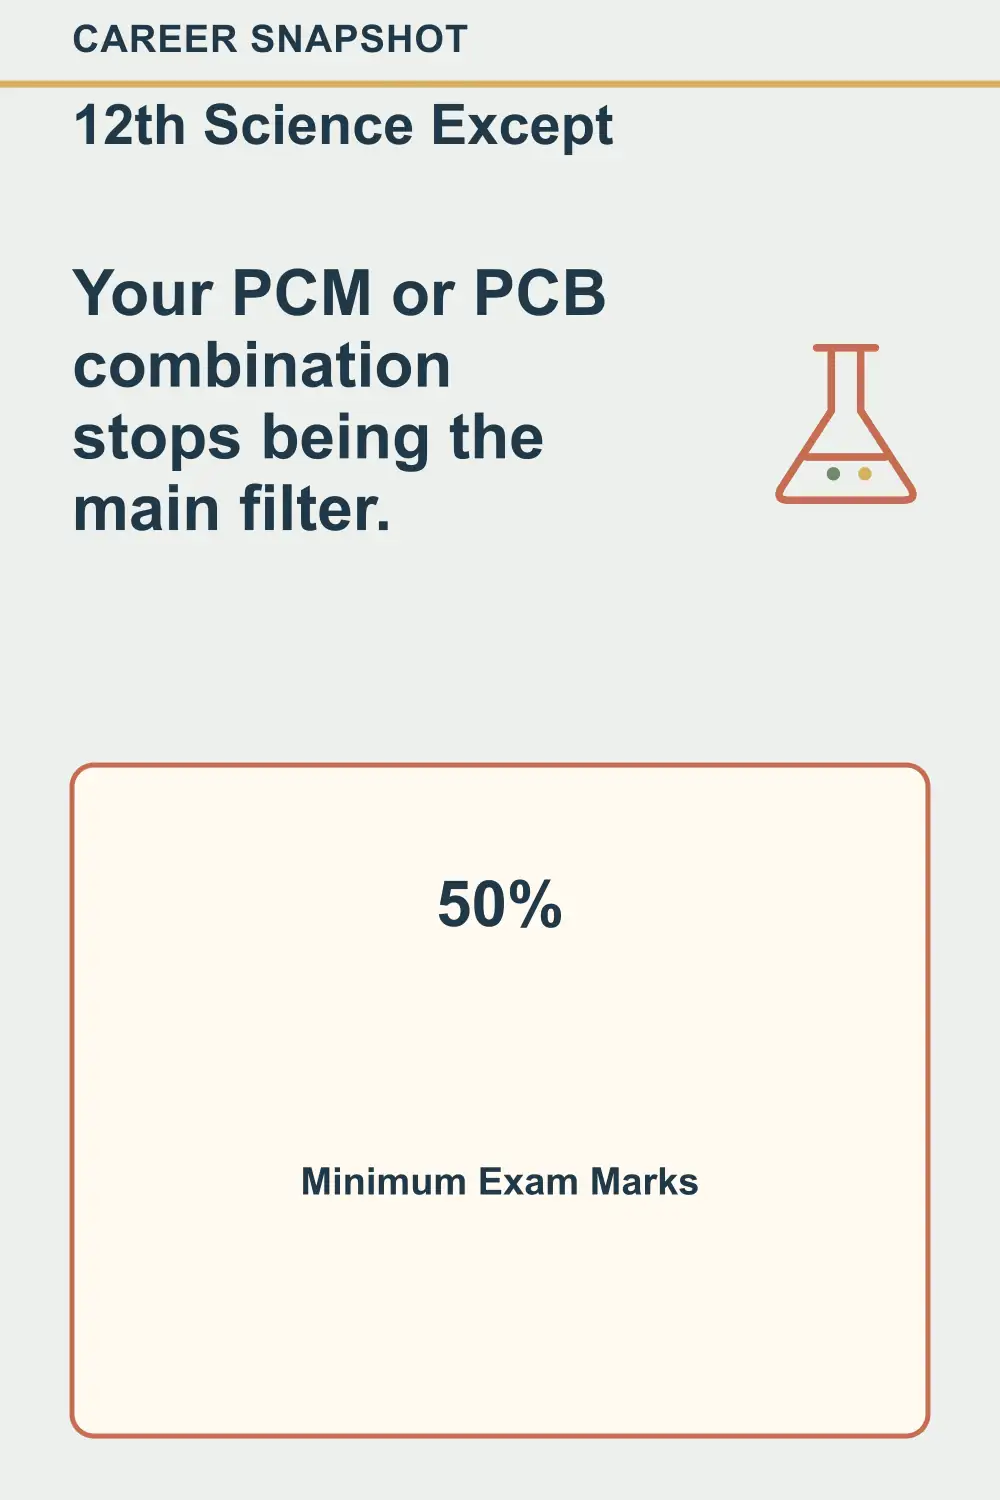 CAREER SNAPSHOT
12th Science Except
Your PCM or PCB
combination
stops being the
main filter.
50%
Minimum Exam Marks